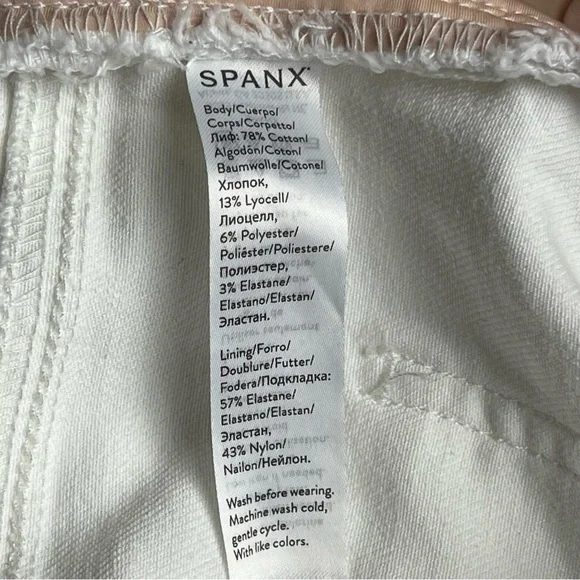 SPANX
Body/Cuerpo/
Corps/Corpetto/
Лиф: 78% Cotton/
Algodón/Coton/
Baumwolle/Cotone/
Хлопок,
13% Lyocell/
Лиоцелл,
6% Polyester/
Poliéster/Poliestere/
Полиэстер,
3% Elastane/
Elastano/Elastan/
Эластан.
Lining/Forro/
Doublure/Futter/
Fodera/Подкладка:
57% Elastane/
Elastano/Elastan/
Эластан,
43% Nylon/
Nailon/Нейлон.
Wash before wearing.
Machine wash cold,
gentle cycle.
With like colors.